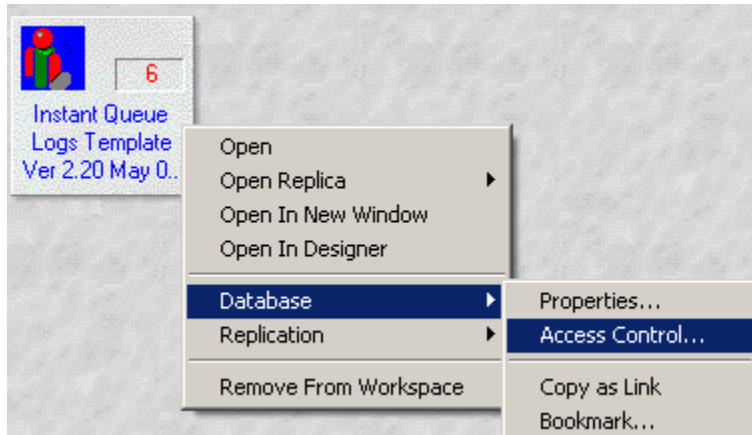 6
Instant Queue
Logs Template
Ver 2.20 May 0..
Open
Open Replica
Open In New Window
Open In Designer
Database
Replication
Remove From Workspace
Properties...
Access Control...
Copy as Link
Bookmark...